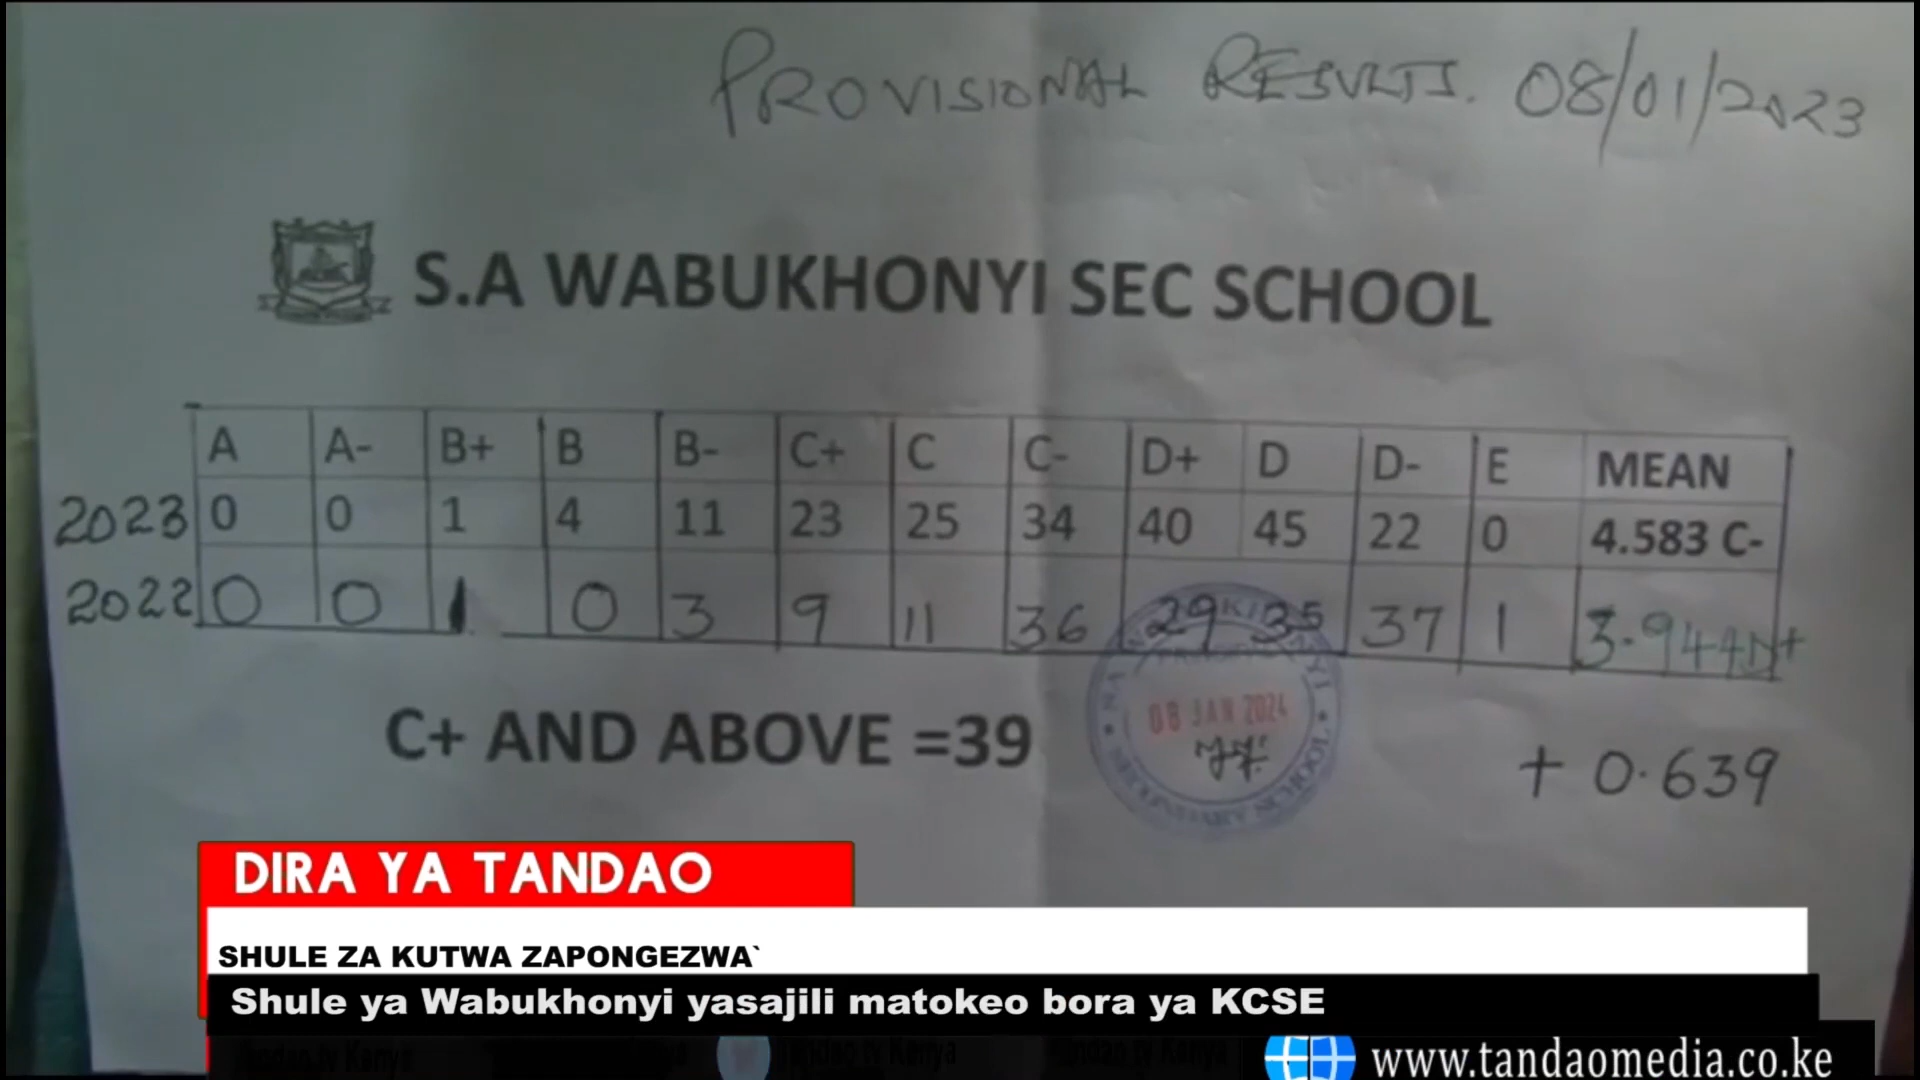 PROVISIONAL RESULTS. 08/01/2023
S.A WABUKHONYI SEC SCHOOL
A A- B+ B B- C+ C C- D+ D D- E MEAN
2023 0 0 1 4 11 23 25 34 40 45 22 0 4.583 C-
2022 0 0 1 0 3 9 11 36 29 35 37 1 3.944 D+
C+ AND ABOVE =39
08 JAN 2024
SECONDARY SCHOOL
+ 0.639
DIRA YA TANDAO
SHULE ZA KUTWA ZAPONGEZWA`
Shule ya Wabukhonyi yasajili matokeo bora ya KCSE
www.tandaomedia.co.ke